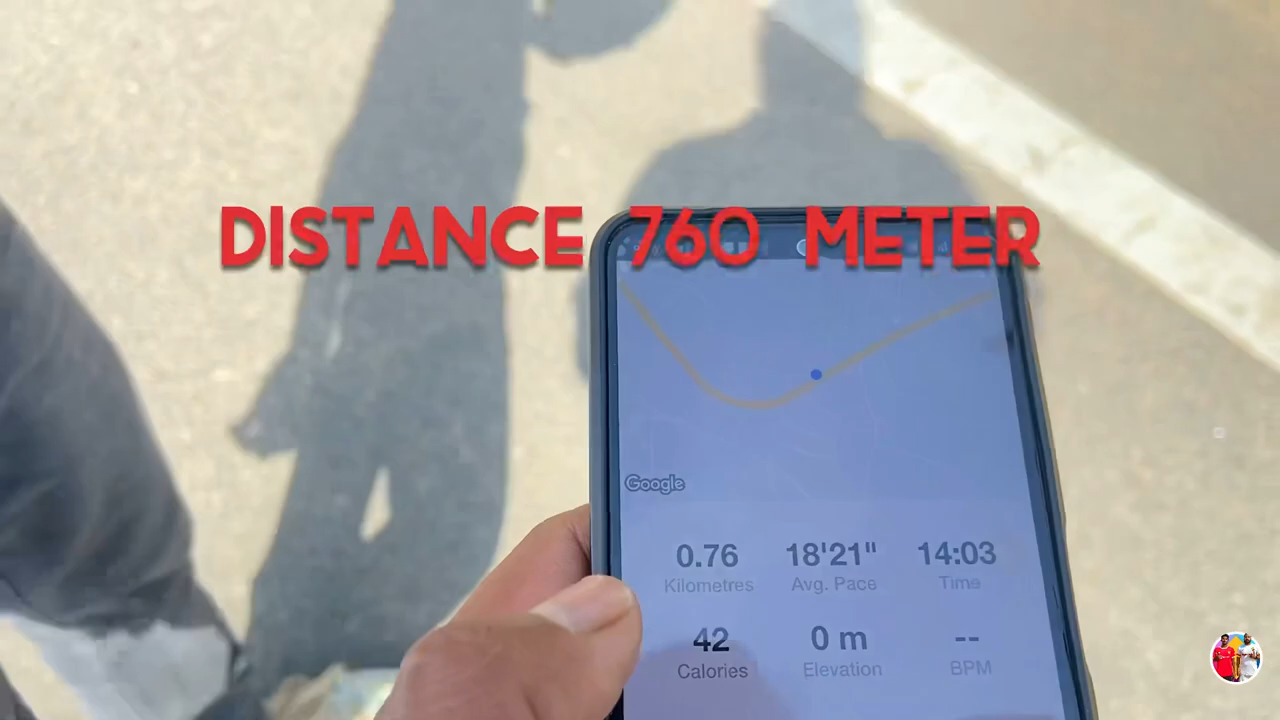 DISTANCE 760 METER
Google
0.76 18'21" 14:03
Kilometres Avg. Pace Time
42 0 m --
Calories Elevation BPM